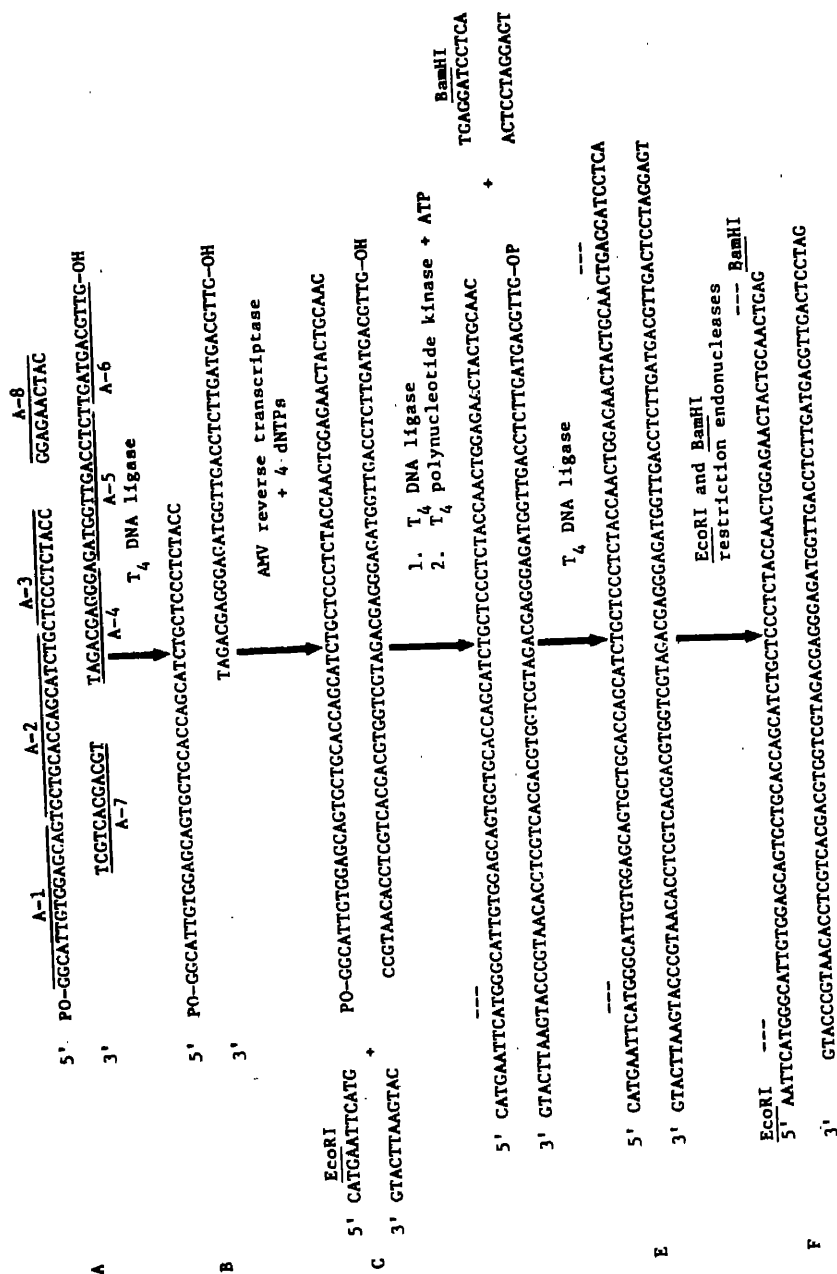 A-1 A-2 A-3 A-8
5' PO-GGCATTGTGGAGCAGTGCTGCACCAGCATCTGCTCCCTCTACC GGAGAACTAC
A 3' TCGTCACGACGT TAGACGAGGGAGATGGTTGACCTCTTGATGACGTTG-OH
A-7 A-4 A-5 A-6
T4 DNA ligase
5' PO-GGCATTGTGGAGCAGTGCTGCACCAGCATCTGCTCCCTCTACC
B 3' TAGACGAGGGAGATGGTTGACCTCTTGATGACGTTG-OH
AMV reverse transcriptase
+ 4 dNTPs
EcoRI
5' CATGAATTCATG PO-GGCATTGTGGAGCAGTGCTGCACCAGCATCTGCTCCCTCTACCAACTGGAGAACTACTGCAAC
+
C 3' GTACTTAAGTAC CCGTAACACCTCGTCACGACGTGGTCGTAGACGAGGGAGATGGTTGACCTCTTGATGACGTTG-OH
1. T4 DNA ligase
2. T4 polynucleotide kinase + ATP
BamHI
--- TGAGGATCCTCA
5' CATGAATTCATGGGCATTGTGGAGCAGTGCTGCACCAGCATCTGCTCCCTCTACCAACTGGAGAACTACTGCAAC +
3' GTACTTAAGTACCCGTAACACCTCGTCACGACGTGGTCGTAGACGAGGGAGATGGTTGACCTCTTGATGACGTTG-OP ACTCCTAGGAGT
T4 DNA ligase
--- ---
5' CATGAATTCATGGGCATTGTGGAGCAGTGCTGCACCAGCATCTGCTCCCTCTACCAACTGGAGAACTACTGCAACTGAGGATCCTCA
E 3' GTACTTAAGTACCCGTAACACCTCGTCACGACGTGGTCGTAGACGAGGGAGATGGTTGACCTCTTGATGACGTTGACTCCTAGGAGT
EcoRI and BamHI
restriction endonucleases
EcoRI --- --- BamHI
5' AATTCATGGGCATTGTGGAGCAGTGCTGCACCAGCATCTGCTCCCTCTACCAACTGGAGAACTACTGCAACTGAG
F 3' GTACCCGTAACACCTCGTCACGACGTGGTCGTAGACGAGGGAGATGGTTGACCTCTTGATGACGTTGACTCCTAG